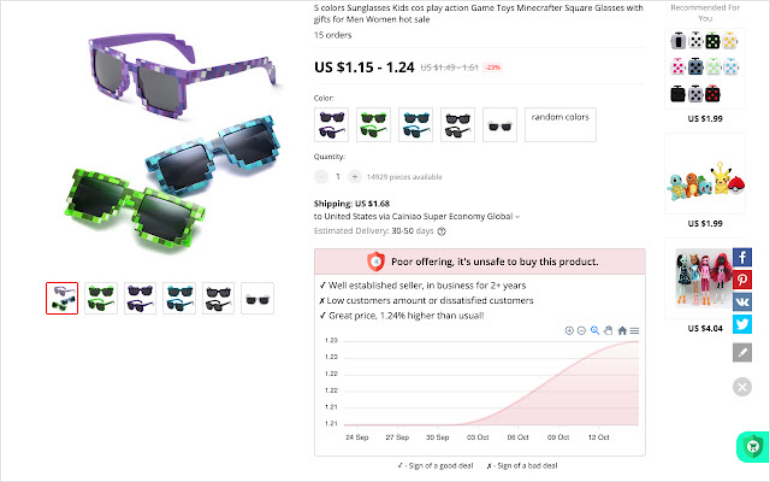 5 colors Sunglasses Kids cos play action Game Toys Minecrafter Square Glasses with
gifts for Men Women hot sale
15 orders
US $1.15 - 1.24 US $1.49 - 1.61 -23%
Color:
random colors
Quantity:
- 1 + 14929 pieces available
Shipping: US $1.68
to United States via Cainiao Super Economy Global
Estimated Delivery: 30-50 days
Poor offering, it's unsafe to buy this product.
✓ Well established seller, in business for 2+ years
✗ Low customers amount or dissatisfied customers
✓ Great price, 1.24% higher than usual!
1.23
1.23
1.22
1.22
1.21
1.21
24 Sep 27 Sep 30 Sep 03 Oct 06 Oct 09 Oct 12 Oct
✓ - Sign of a good deal ✗ - Sign of a bad deal
Recommended For
You
US $1.99
US $1.99
US $4.04